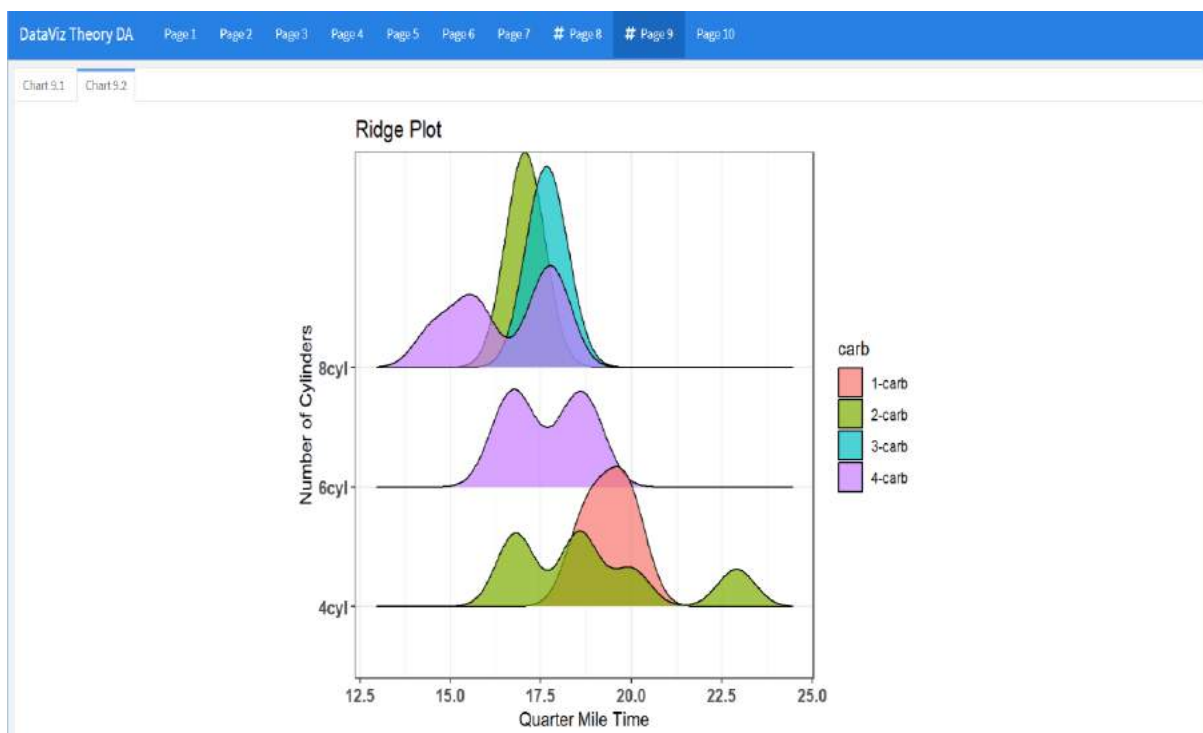 DataViz Theory DA Page 1 Page 2 Page 3 Page 4 Page 5 Page 6 Page 7 # Page 8 # Page 9 Page 10
Chart 9.1 Chart 9.2
Ridge Plot
Number of Cylinders
8cyl
6cyl
4cyl
12.5 15.0 17.5 20.0 22.5 25.0
Quarter Mile Time
carb
1-carb
2-carb
3-carb
4-carb